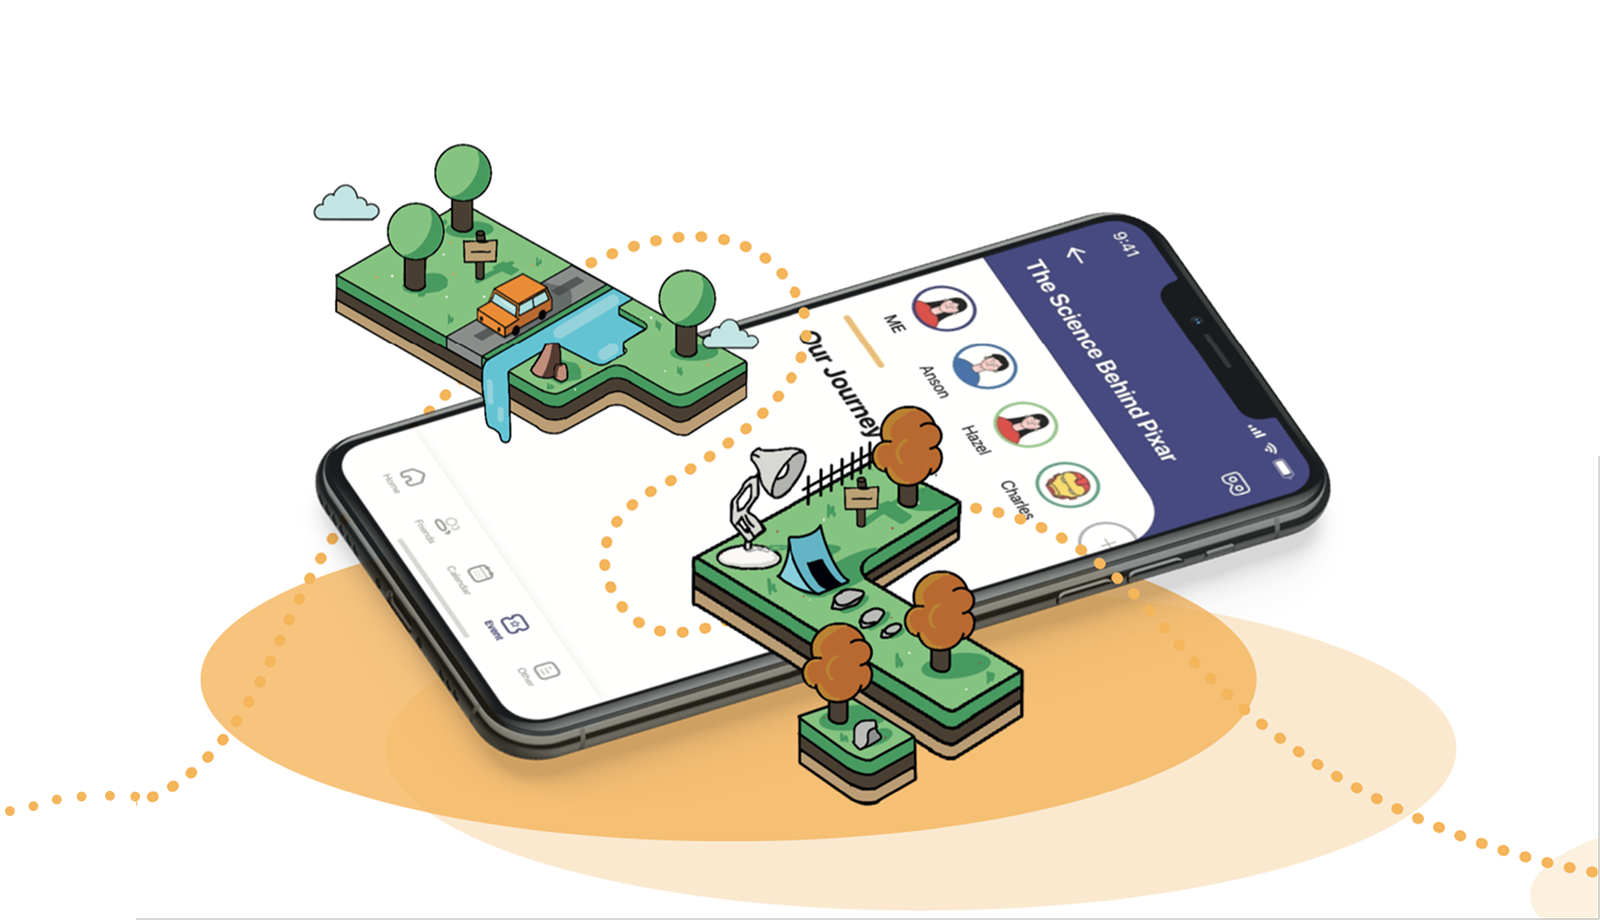 9:41
The Science Behind Pixar
ME
Anson
Hazel
Charles
Our Journey
Home
Friends
Calendar
Event
Other